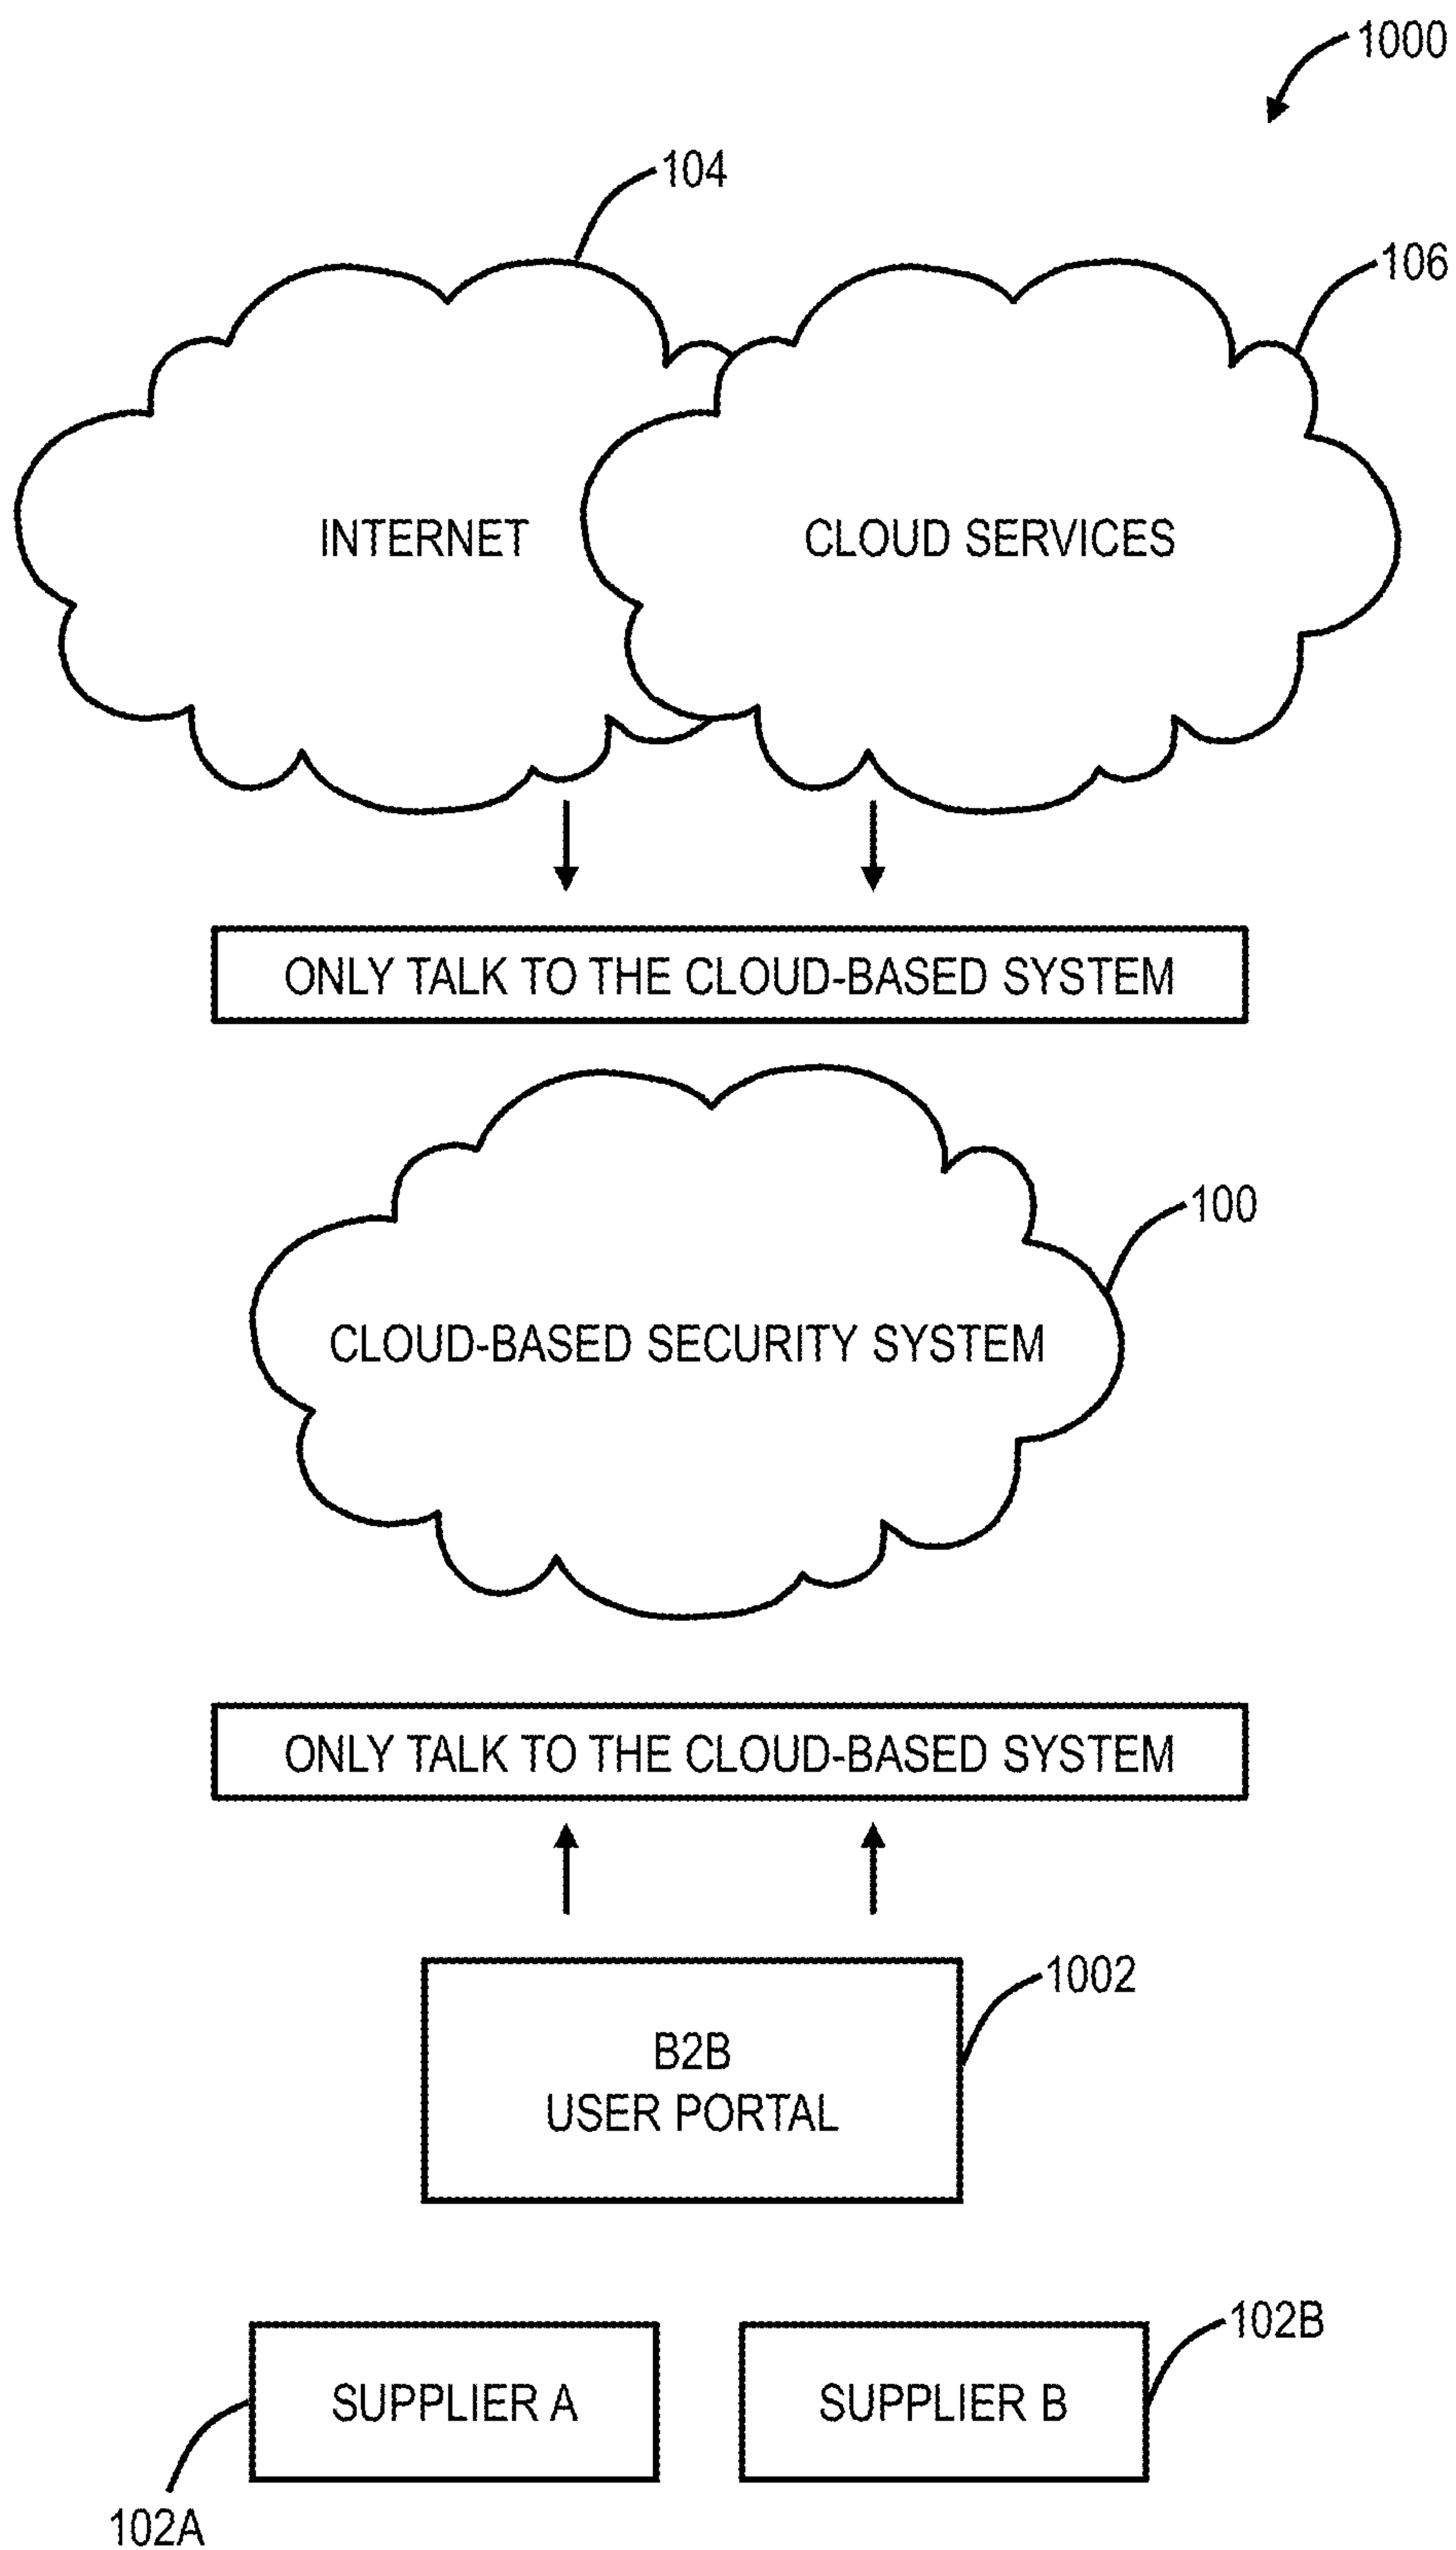 1000
104
106
INTERNET
CLOUD SERVICES
ONLY TALK TO THE CLOUD-BASED SYSTEM
100
CLOUD-BASED SECURITY SYSTEM
ONLY TALK TO THE CLOUD-BASED SYSTEM
1002
B2B
USER PORTAL
102B
SUPPLIER A
SUPPLIER B
102A